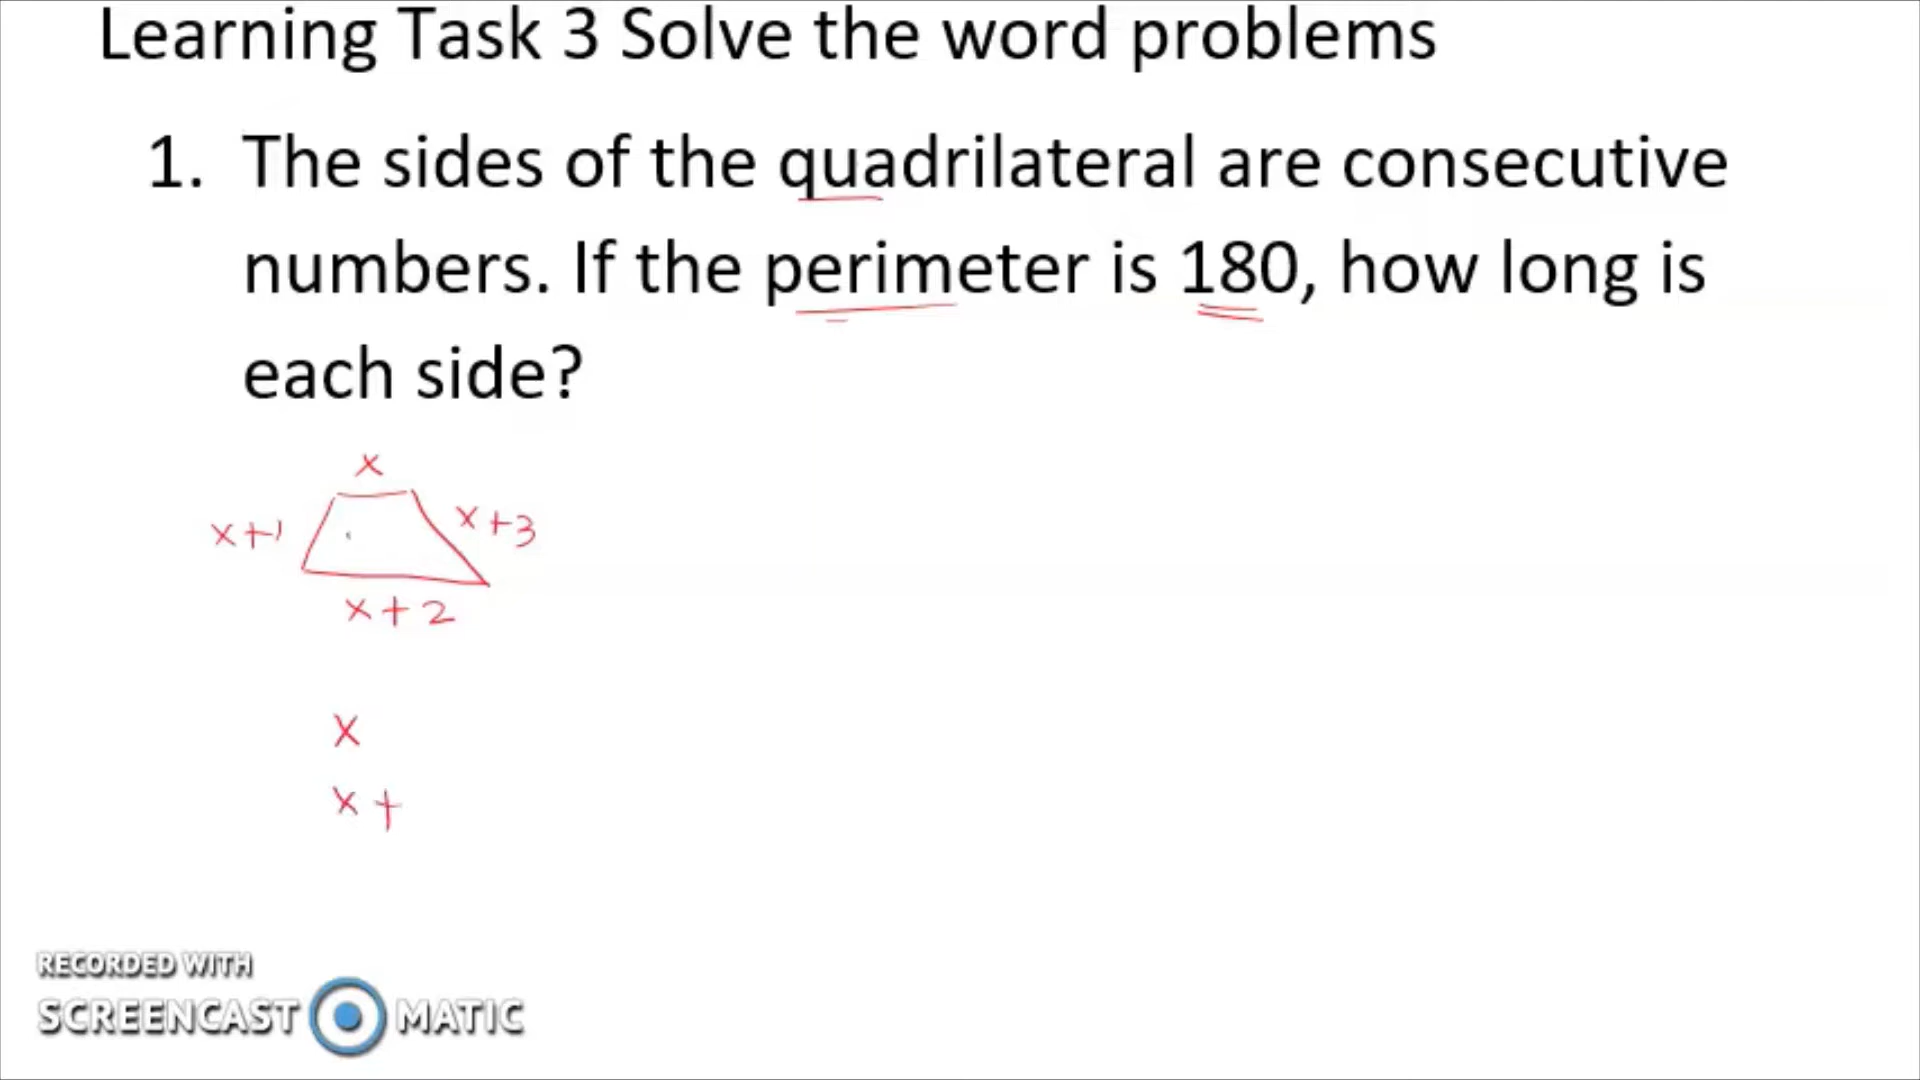 Learning Task 3 Solve the word problems
1. The sides of the quadrilateral are consecutive
numbers. If the perimeter is 180, how long is
each side?
x
x+1
x+3
x+2
x
x+
RECORDED WITH
SCREENCAST MATIC